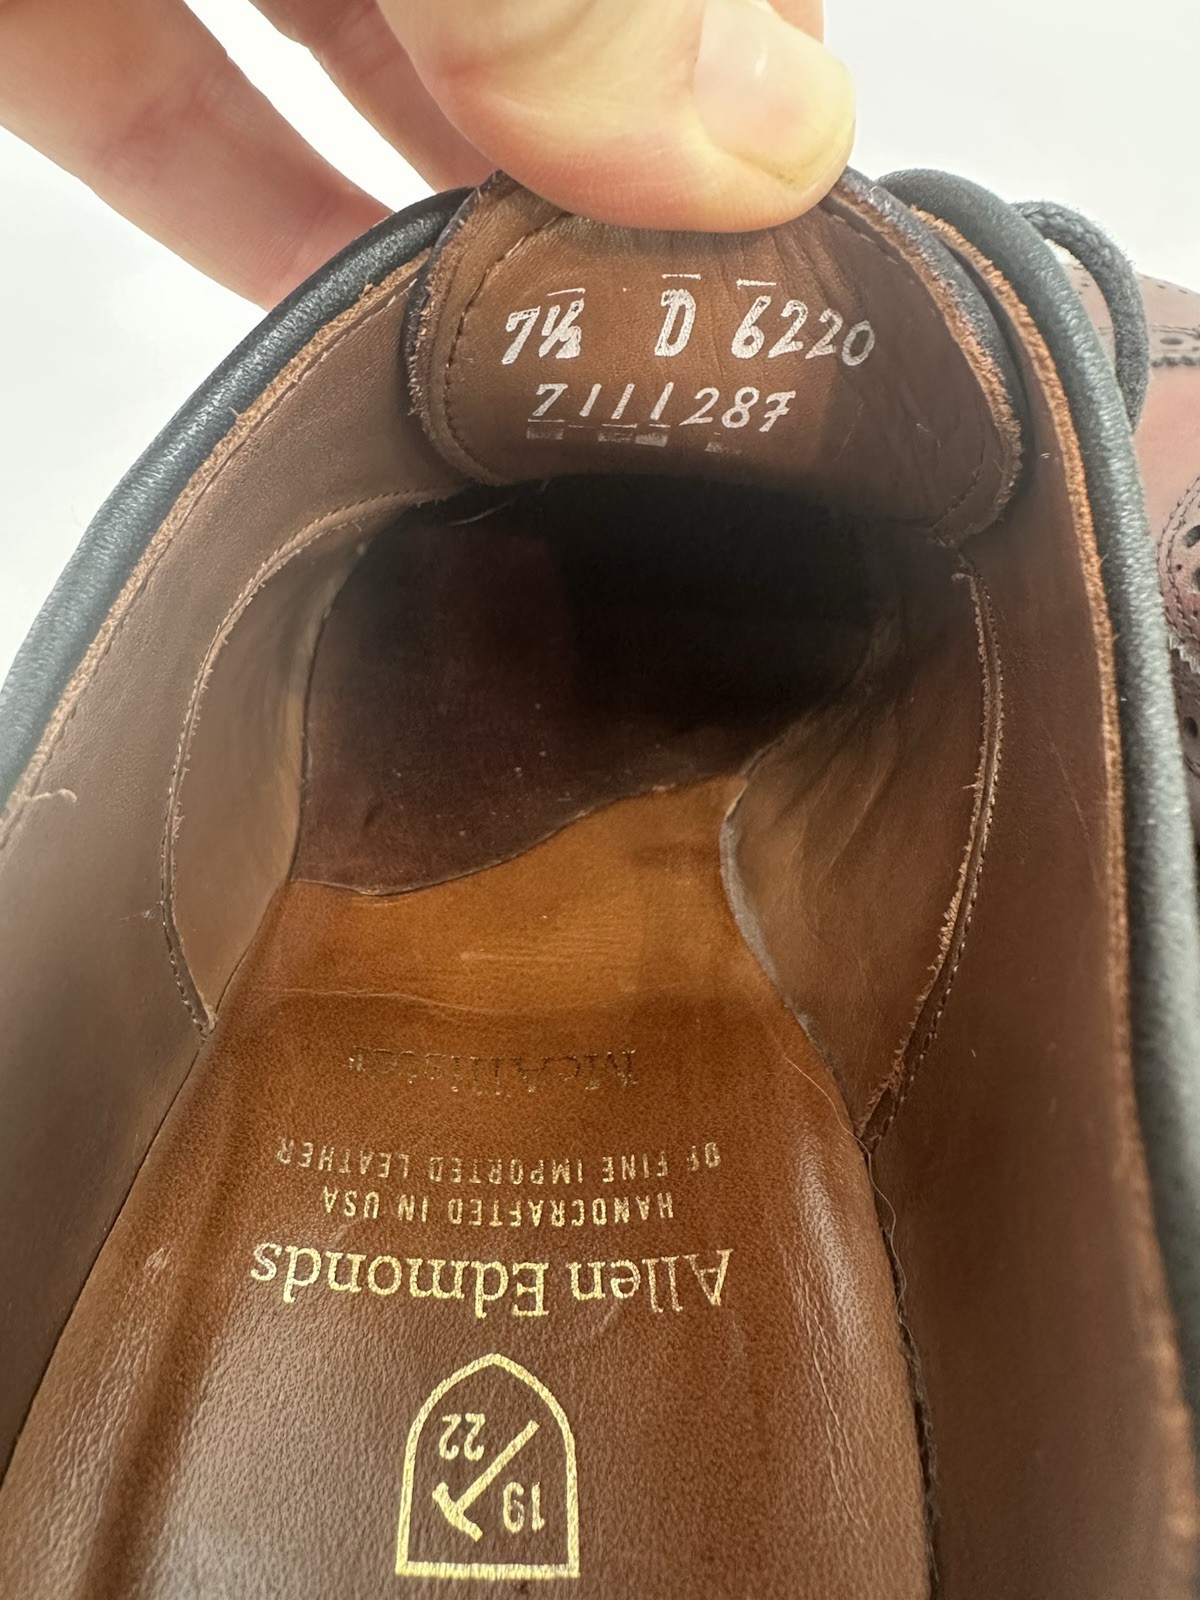 7½ D 6220
7111287
McAllister
OF FINE IMPORTED LEATHER
HANDCRAFTED IN USA
Allen Edmonds
19
22